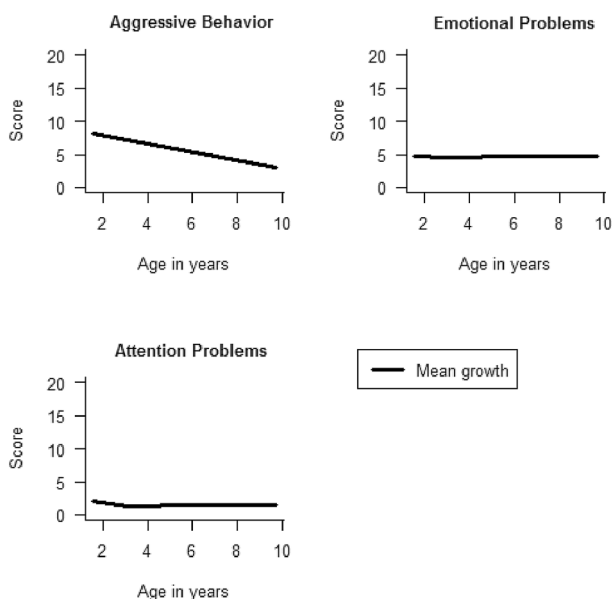 Aggressive Behavior
20
15
10
5
0
Score
2 4 6 8 10
Age in years
Emotional Problems
20
15
10
5
0
Score
2 4 6 8 10
Age in years
Attention Problems
20
15
10
5
0
Score
2 4 6 8 10
Age in years
Mean growth